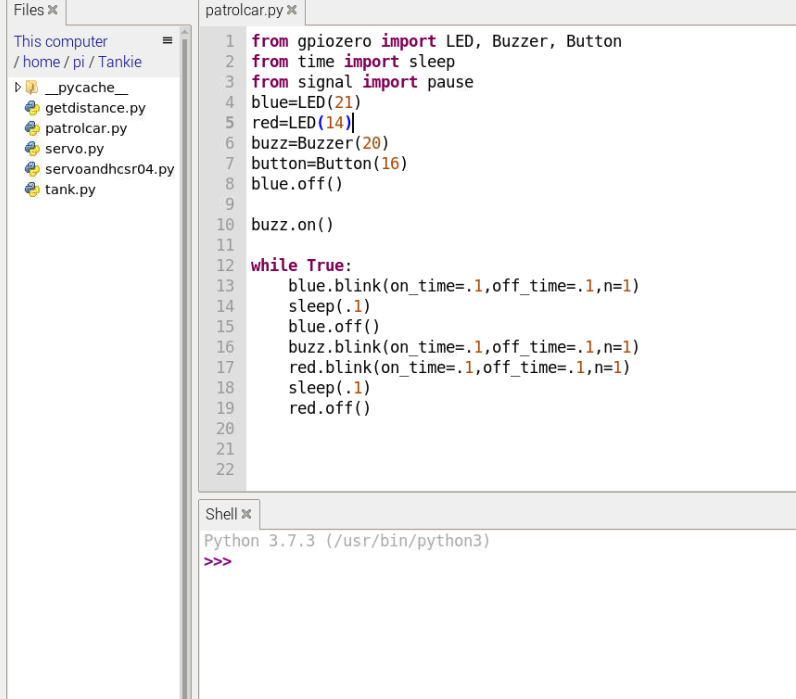 Files
This computer
/ home / pi / Tankie
__pycache__
getdistance.py
patrolcar.py
servo.py
servoandhcsr04.py
tank.py
patrolcar.py
1 from gpiozero import LED, Buzzer, Button
2 from time import sleep
3 from signal import pause
4 blue=LED(21)
5 red=LED(14)
6 buzz=Buzzer(20)
7 button=Button(16)
8 blue.off()
9
10 buzz.on()
11
12 while True:
13     blue.blink(on_time=.1,off_time=.1,n=1)
14     sleep(.1)
15     blue.off()
16     buzz.blink(on_time=.1,off_time=.1,n=1)
17     red.blink(on_time=.1,off_time=.1,n=1)
18     sleep(.1)
19     red.off()
20
21
22
Shell
Python 3.7.3 (/usr/bin/python3)
>>>